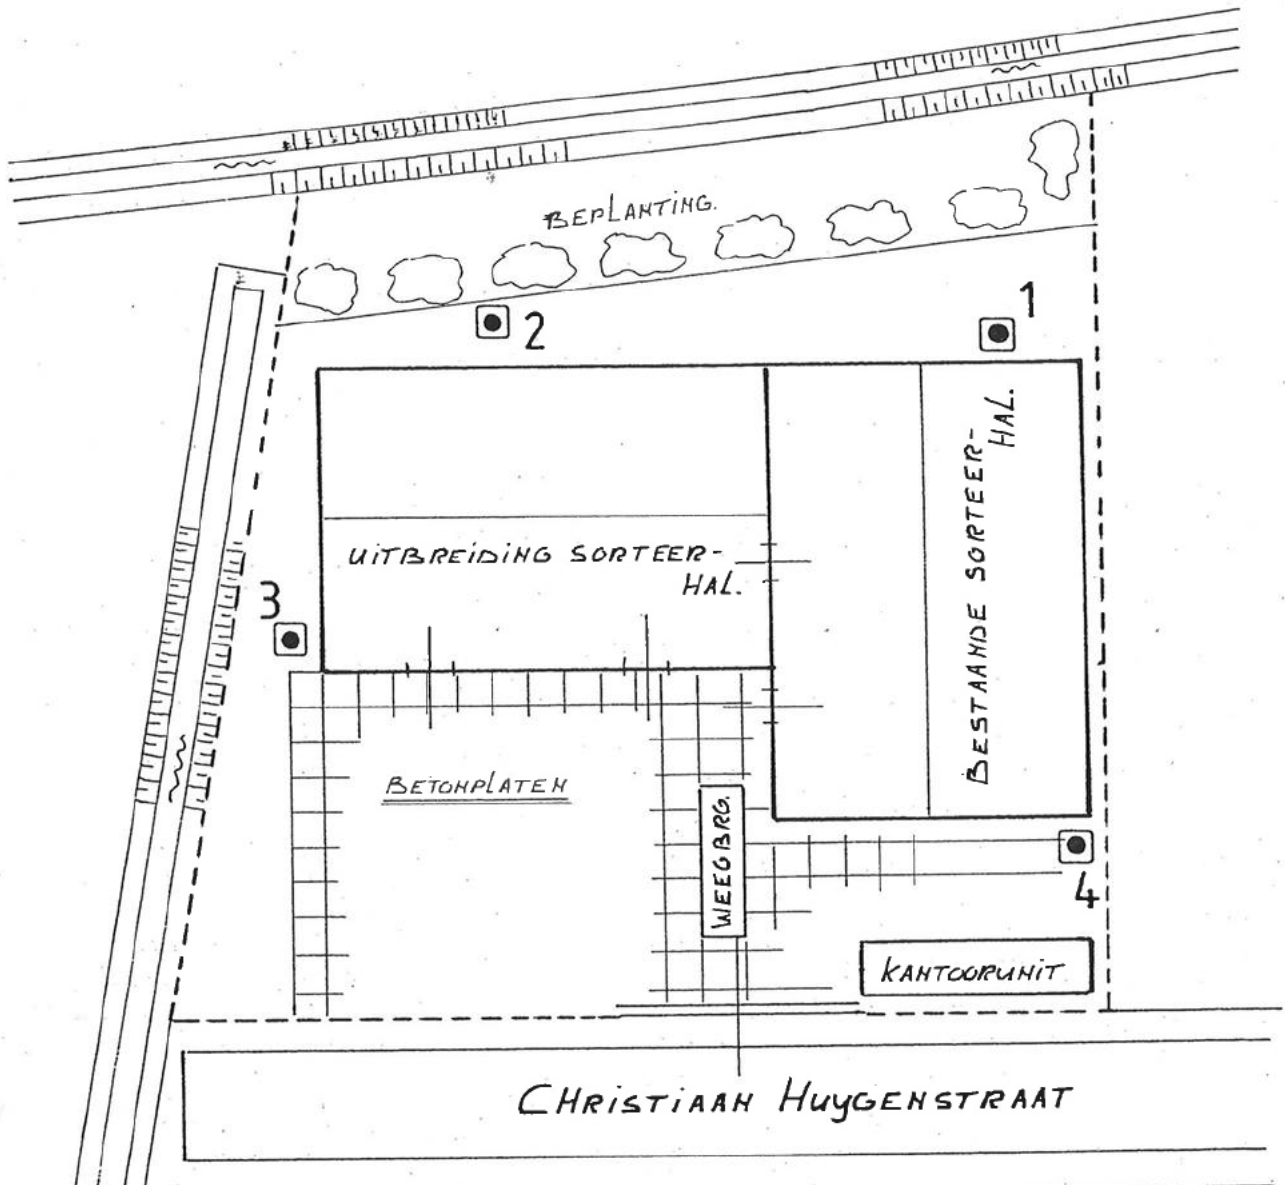 BEPLANTING.
1
2
UITBREIDING SORTEER-
HAL.
BESTAANDE SORTEER-
HAL.
3
BETONPLATEN
WEEGBRG.
4
KANTOORUNIT
CHRISTIAAN HUYGENSTRAAT